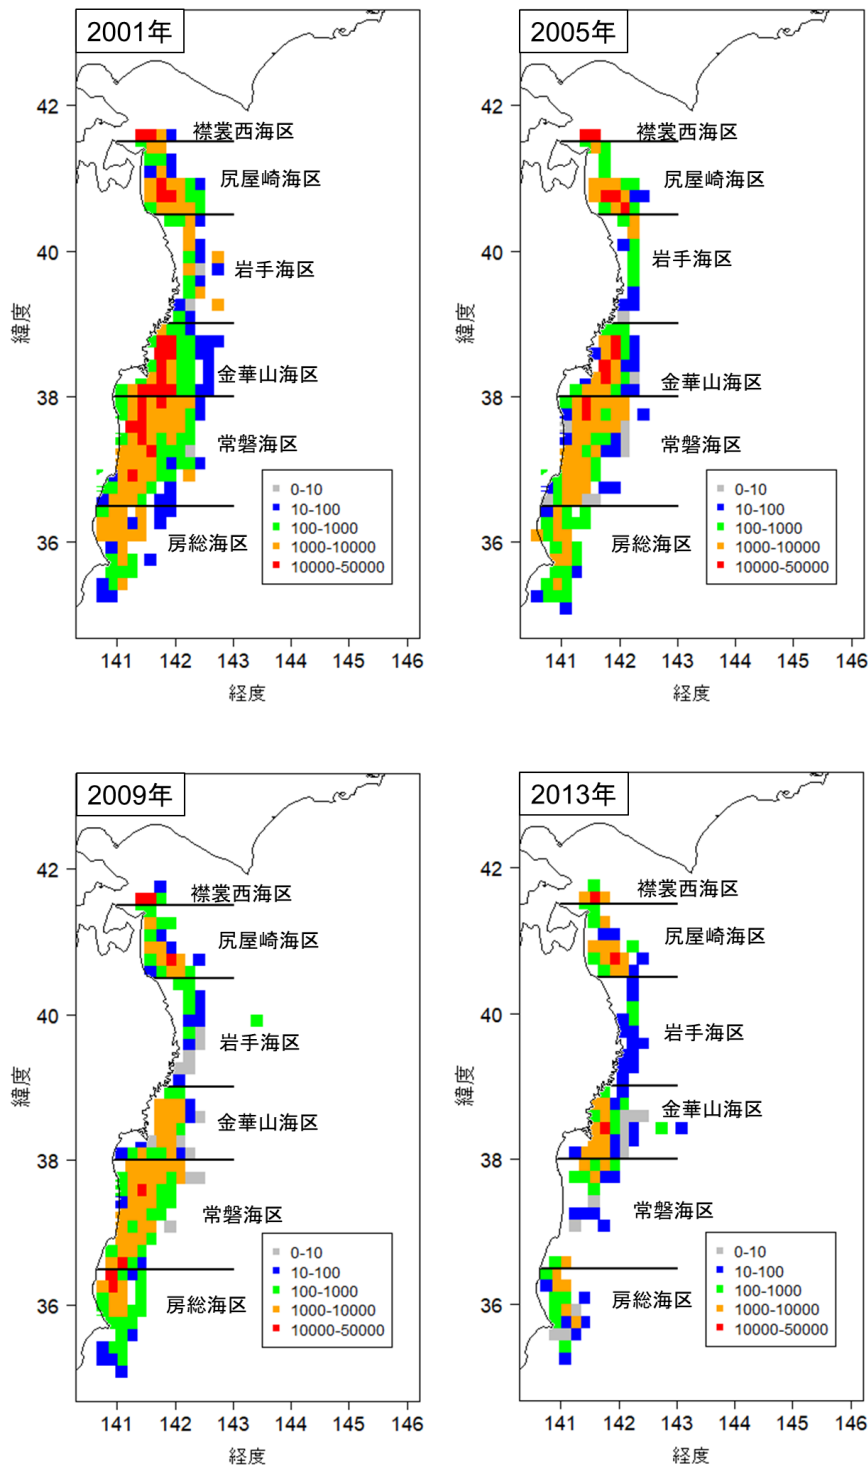 2001年
襟裳西海区
尻屋崎海区
岩手海区
金華山海区
常磐海区
房総海区
0-10
10-100
100-1000
1000-10000
10000-50000
42
40
38
36
緯度
141 142 143 144 145 146
経度
2005年
襟裳西海区
尻屋崎海区
岩手海区
金華山海区
常磐海区
房総海区
0-10
10-100
100-1000
1000-10000
10000-50000
42
40
38
36
緯度
141 142 143 144 145 146
経度
2009年
襟裳西海区
尻屋崎海区
岩手海区
金華山海区
常磐海区
房総海区
0-10
10-100
100-1000
1000-10000
10000-50000
42
40
38
36
緯度
141 142 143 144 145 146
経度
2013年
襟裳西海区
尻屋崎海区
岩手海区
金華山海区
常磐海区
房総海区
0-10
10-100
100-1000
1000-10000
10000-50000
42
40
38
36
緯度
141 142 143 144 145 146
経度